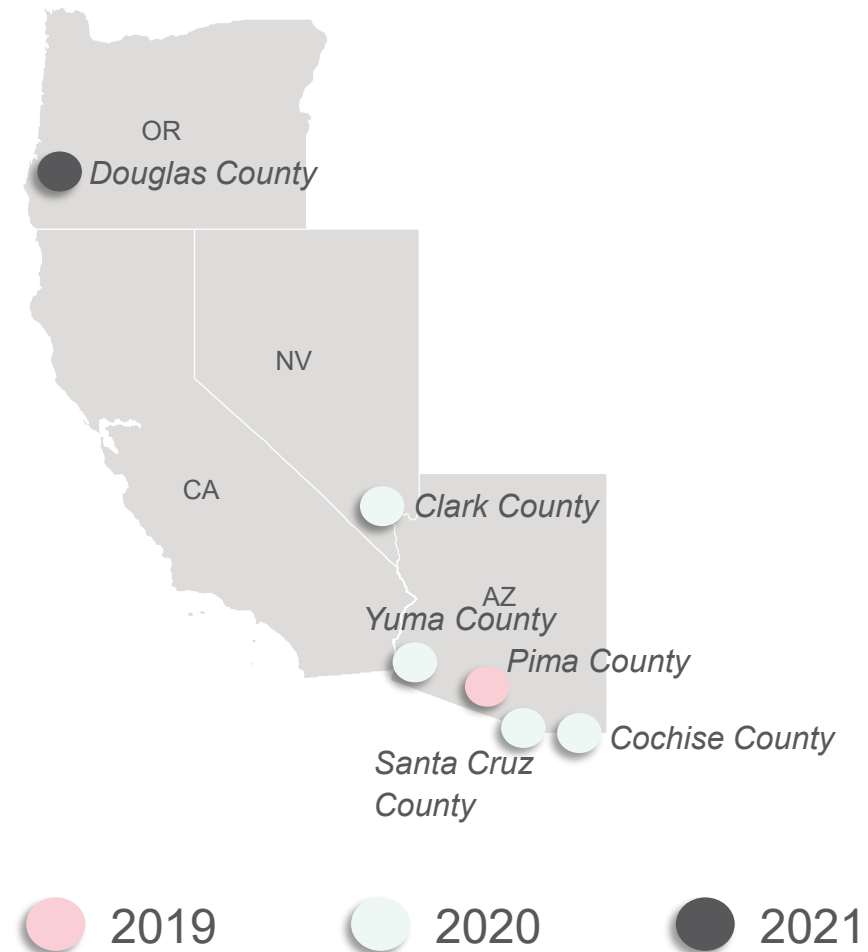 OR
Douglas County
NV
CA
Clark County
AZ
Yuma County
Pima County
Cochise County
Santa Cruz
County
2019
2020
2021